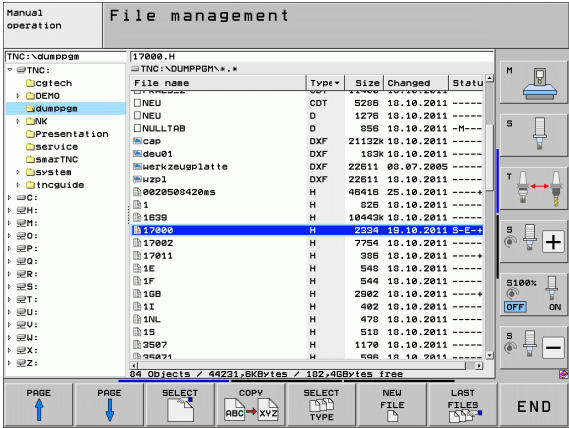 Manual
operation
File management
TNC:\dumppgm
17000.H
TNC:
cgtech
DEMO
dumppgm
NK
Presentation
service
smarTNC
system
tncguide
C:
H:
M:
O:
P:
Q:
R:
S:
T:
U:
V:
W:
X:
Z:
TNC:\DUMPPGM\*.*
File name Type Size Changed Statu
NEU CDT 5286 18.10.2011 -----
NEU D 1276 18.10.2011 -----
NULLTAB D 856 18.10.2011 -M---
cap DXF 21132K 18.10.2011 -----
deu01 DXF 183K 18.10.2011 -----
werkzeugplatte DXF 22611 08.07.2005 -----
wzpl DXF 22611 18.10.2011 -----
0020508420ms H 46416 25.10.2011 ----+
1 H 826 18.10.2011 -----
1639 H 10443K 18.10.2011 -----
17000 H 2334 19.10.2011 S-E-+
17002 H 7754 18.10.2011 -----
17011 H 386 18.10.2011 ----+
1E H 548 18.10.2011 -----
1F H 544 18.10.2011 -----
1GB H 2902 18.10.2011 ----+
1I H 402 18.10.2011 -----
1NL H 478 18.10.2011 -----
1S H 518 18.10.2011 -----
3507 H 1170 18.10.2011 -----
35071 H 596 18.10.2011 -----
84 Objects / 44231,6KBytes / 182,4GBytes free
M
S
T
S
S100%
OFF ON
S
PAGE
PAGE
SELECT
COPY
ABC XYZ
SELECT
TYPE
NEW
FILE
LAST
FILES
END